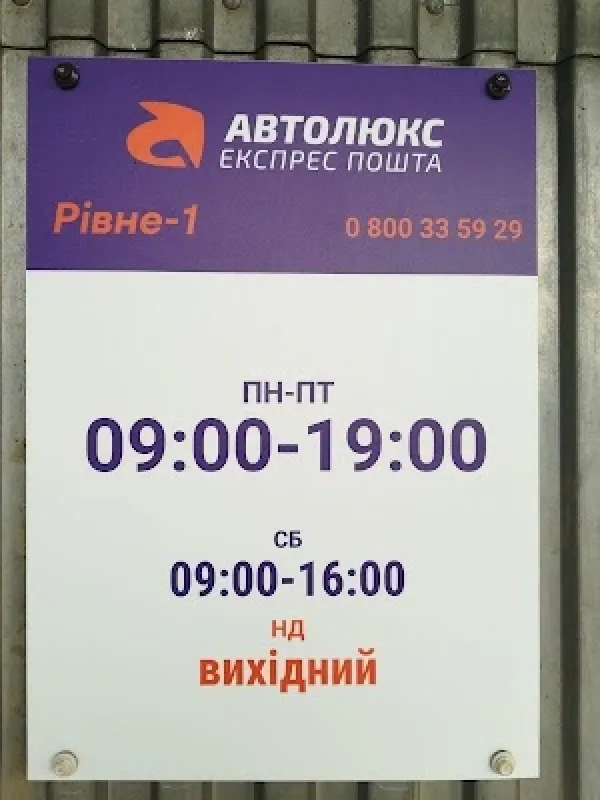 АВТОЛЮКС
ЕКСПРЕС ПОШТА
Рівне-1
0 800 33 59 29
ПН-ПТ
09:00-19:00
СБ
09:00-16:00
НД
вихідний